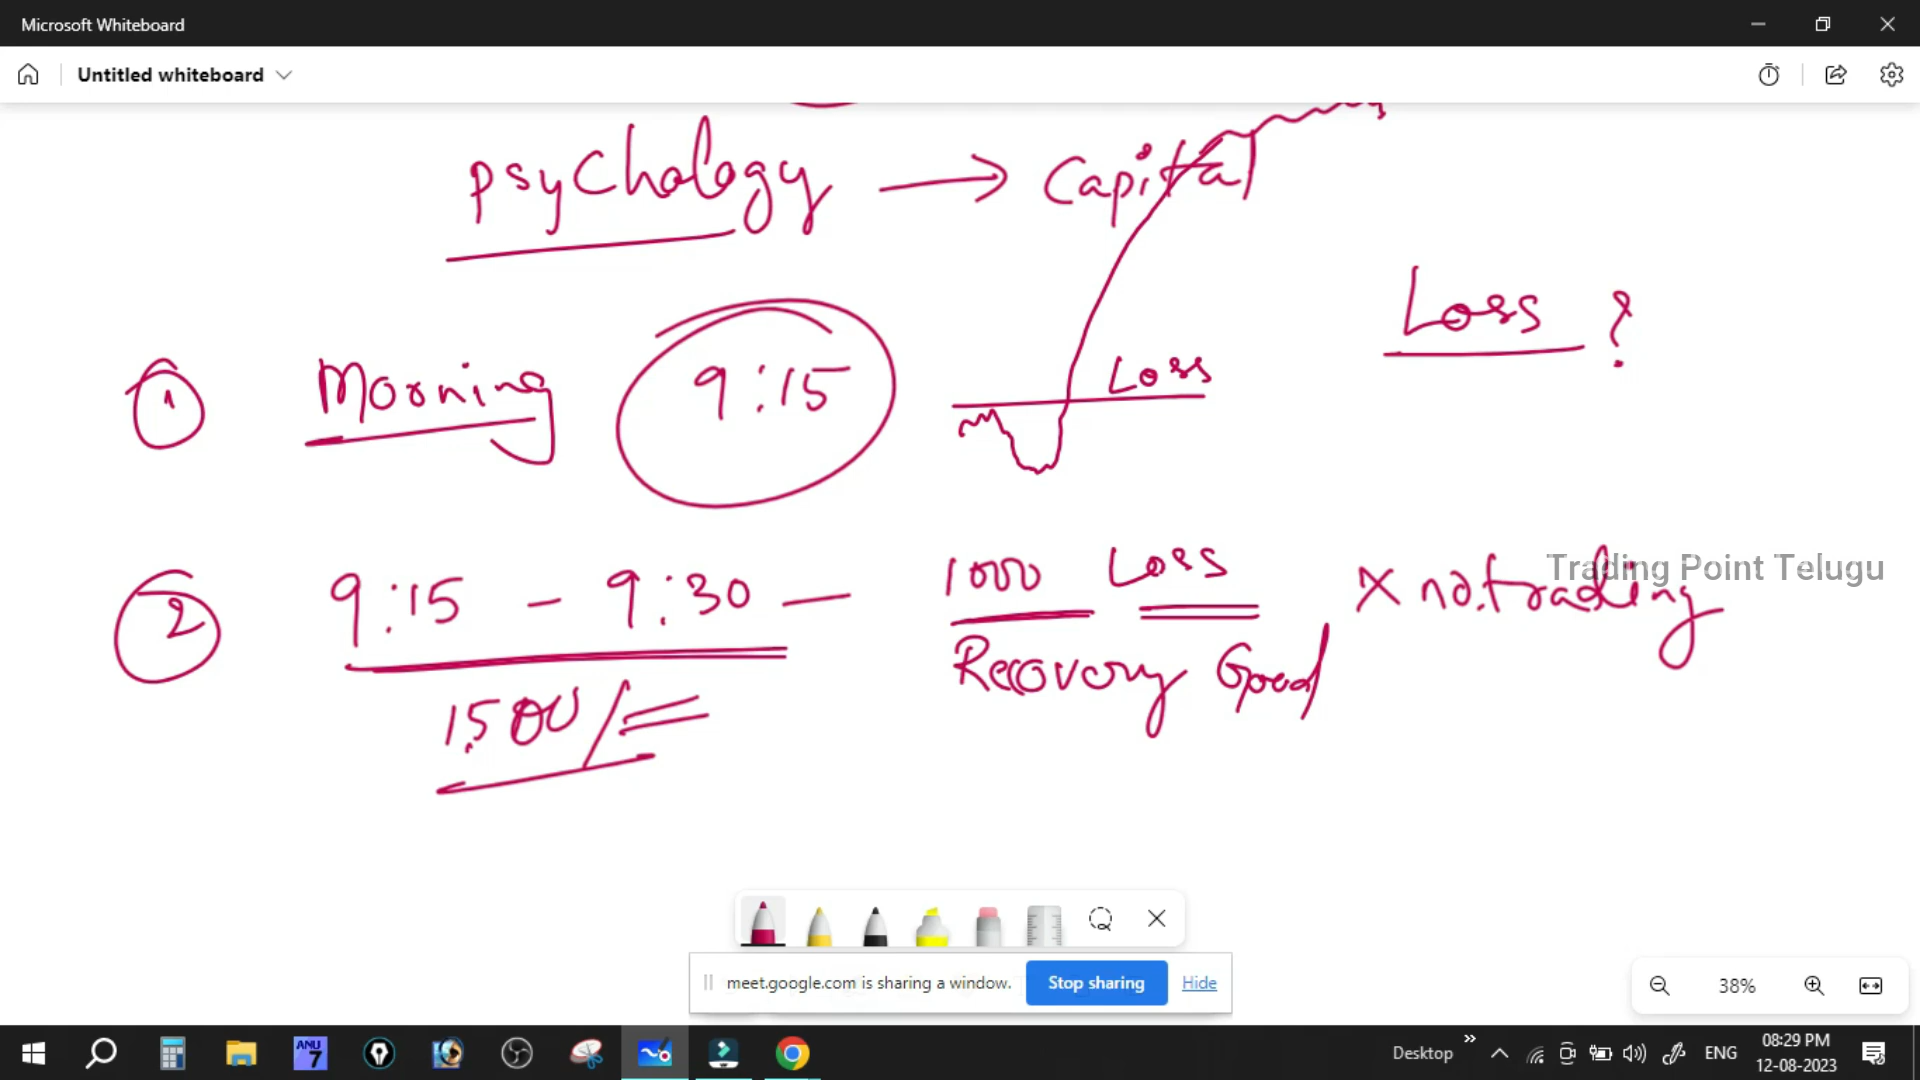 Microsoft Whiteboard
Untitled whiteboard
psychology → Capital
Loss ?
① Morning 9:15 Loss
② 9:15 - 9:30 — 1000 Loss × no.trading
Trading Point Telugu
1500/= Recovery Good
meet.google.com is sharing a window. Stop sharing Hide
38%
ANU 7
Desktop ENG 08:29 PM
12-08-2023